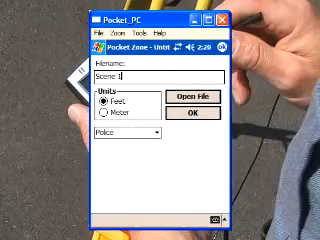 Pocket_PC
File Zoom Tools Help
Pocket Zone - Untit 2:20 ok
Filename:
Scene 1
Units
Feet
Open File
Meter
OK
Police